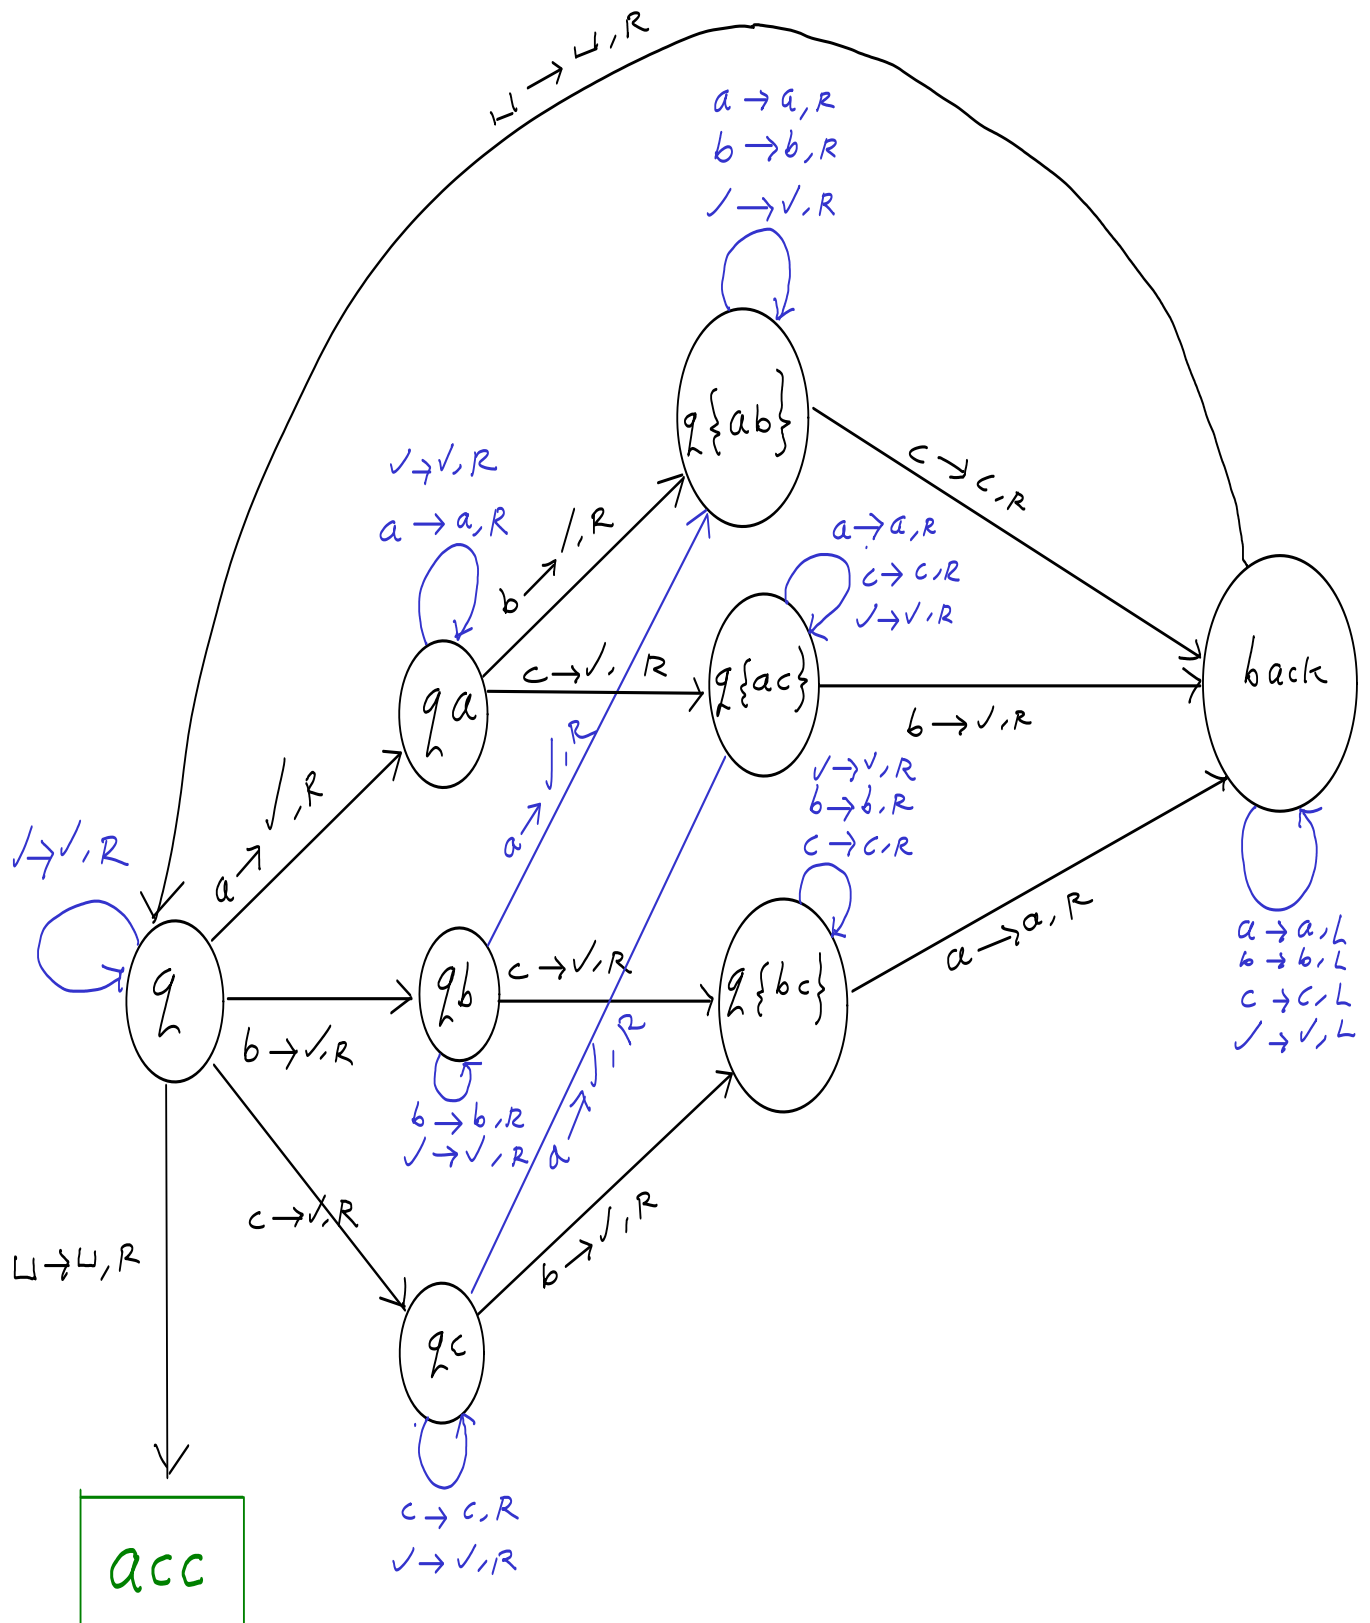 ⊔ → ⊔, R
a → a, R
b → b, R
✓ → ✓, R
q{ab}
✓ → ✓, R
a → a, R
b → ✓, R
c → c, R
a → a, R
c → c, R
✓ → ✓, R
qa
c → ✓, R
q{ac}
b → ✓, R
back
a → ✓, R
a → ✓, R
✓ → ✓, R
b → b, R
c → c, R
✓ → ✓, R
q
b → ✓, R
qb
c → ✓, R
q{bc}
a → a, R
a → a, L
b → b, L
c → c, L
✓ → ✓, L
b → b, R
✓ → ✓, R
a → ✓, R
c → ✓, R
b → ✓, R
⊔ → ⊔, R
qc
c → c, R
✓ → ✓, R
acc